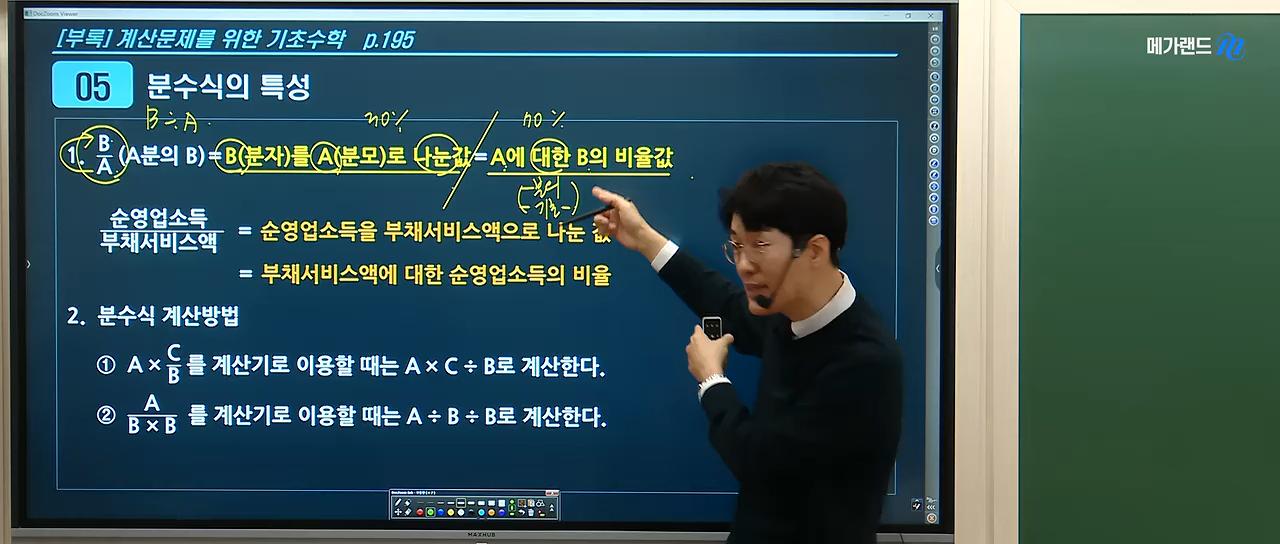 DocZoom Viewer
[부록] 계산문제를 위한 기초수학 p.195
메가랜드
05 분수식의 특성
B÷A
1. B/A (A분의 B) = B(분자)를 A(분모)로 나눈값 = A에 대한 B의 비율값
순영업소득/부채서비스액 = 순영업소득을 부채서비스액으로 나눈 값
= 부채서비스액에 대한 순영업소득의 비율
2. 분수식 계산방법
① A × C/B 를 계산기로 이용할 때는 A × C ÷ B로 계산한다.
② A/B × B 를 계산기로 이용할 때는 A ÷ B ÷ B로 계산한다.
MAXHUB